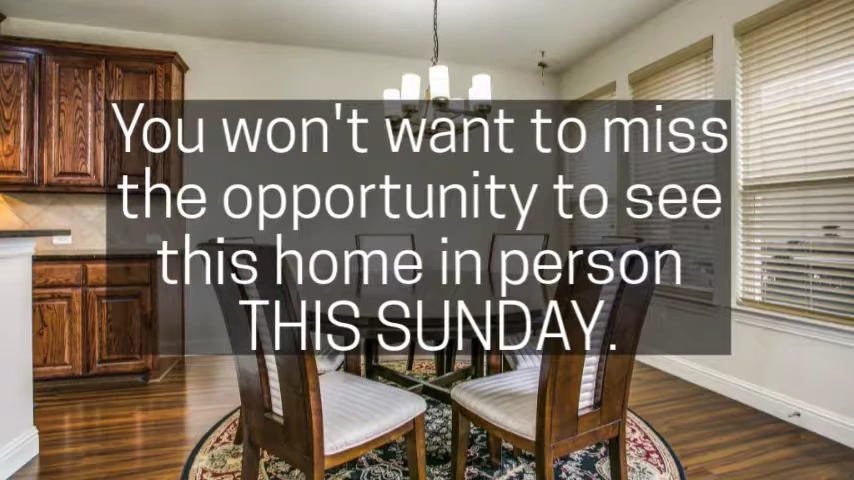 You won't want to miss
the opportunity to see
this home in person
THIS SUNDAY.